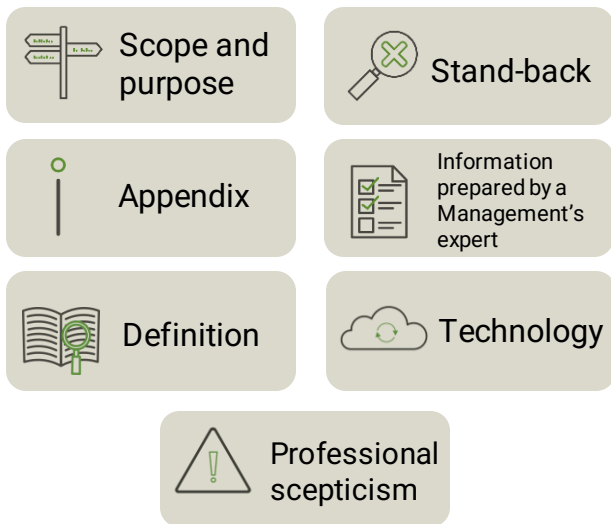 Scope and
purpose
Stand-back
Appendix
Information
prepared by a
Management's
expert
Definition
Technology
Professional
scepticism